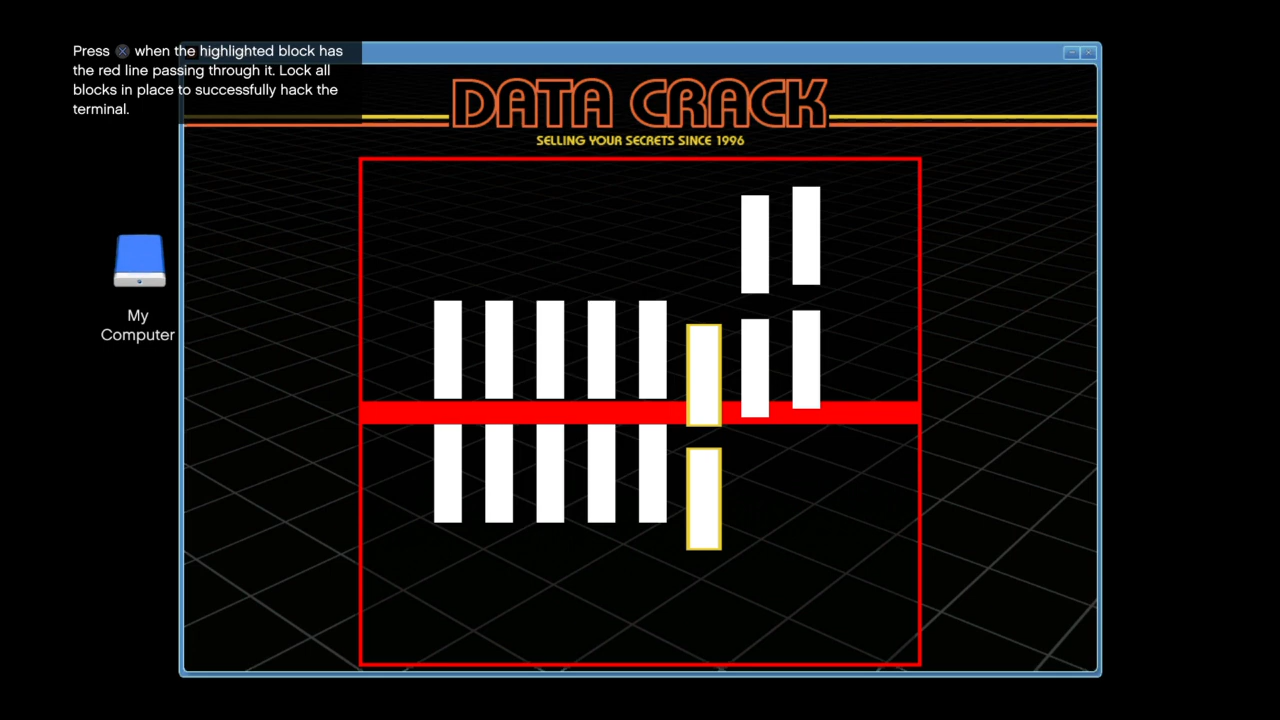 Press ⊗ when the highlighted block has
the red line passing through it. Lock all
blocks in place to successfully hack the
terminal.
DATA CRACK
SELLING YOUR SECRETS SINCE 1996
My
Computer